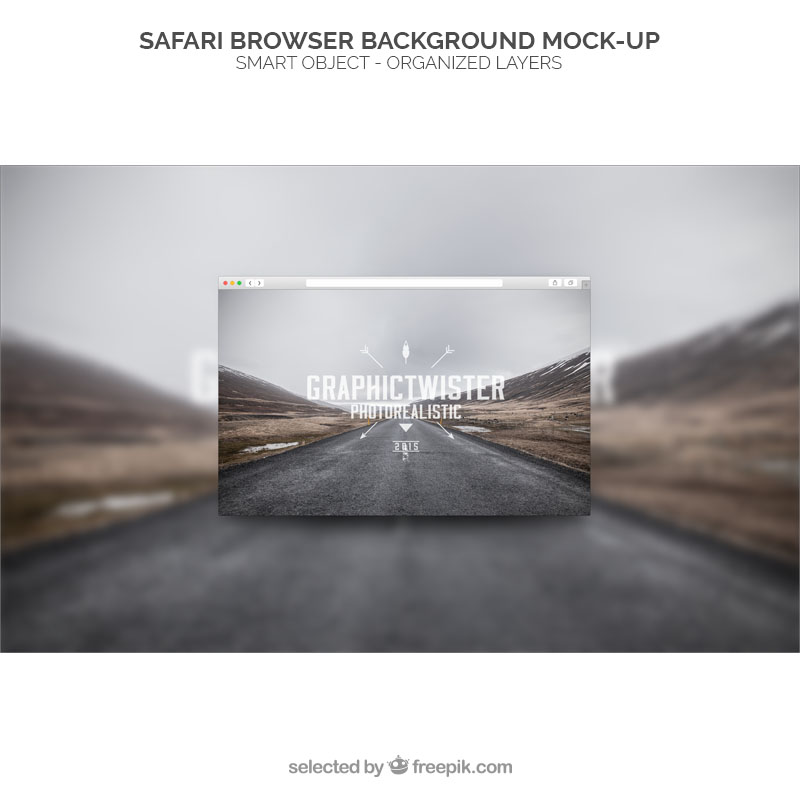 SAFARI BROWSER BACKGROUND MOCK-UP
SMART OBJECT - ORGANIZED LAYERS
GRAPHICTWISTER
PHOTOREALISTIC
2015
selected by freepik.com